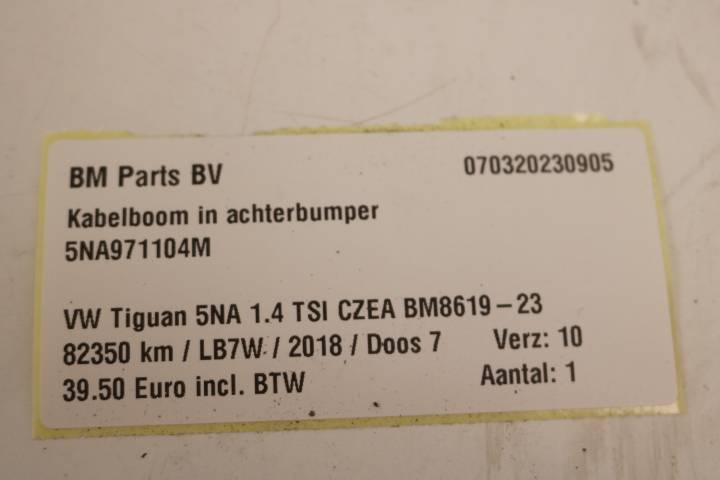 BM Parts BV 070320230905
Kabelboom in achterbumper
5NA971104M
VW Tiguan 5NA 1.4 TSI CZEA BM8619-23
82350 km / LB7W / 2018 / Doos 7 Verz: 10
39.50 Euro incl. BTW Aantal: 1